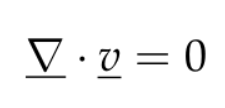 ∇̲ · v̲ = 0